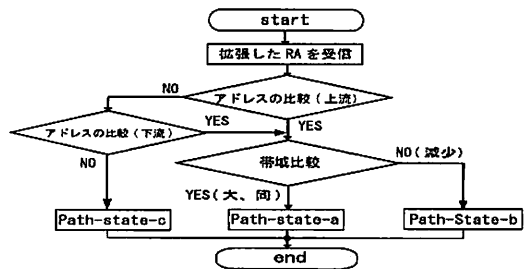 start
拡張した RA を受信
NO
アドレスの比較(上流)
YES
アドレスの比較(下流)
YES
NO
帯域比較
NO(減少)
YES(大、同)
Path-state-c
Path-state-a
Path-State-b
end